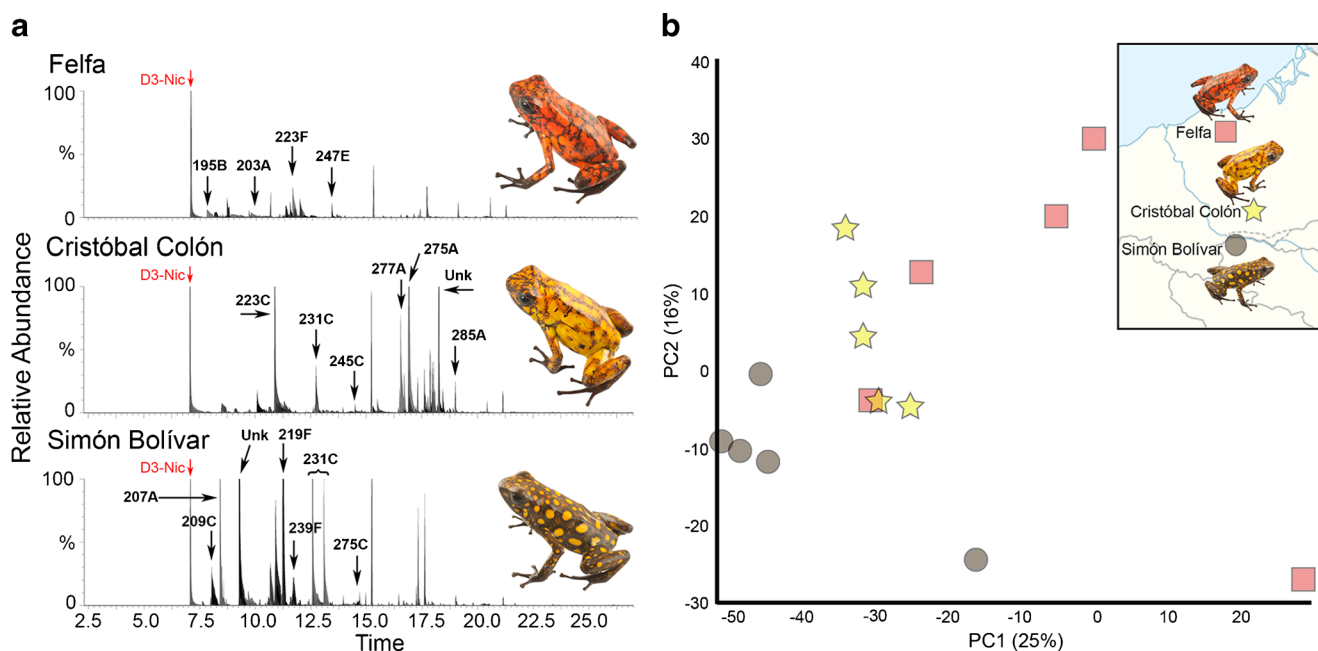 a
Felfa
D3-Nic
100
%
0
195B
203A
223F
247E
Cristóbal Colón
D3-Nic
100
%
0
223C
231C
245C
277A
275A
Unk
285A
Simón Bolívar
D3-Nic
100
%
0
207A
209C
Unk
219F
239F
231C
275C
2.5 5.0 7.5 10.0 12.5 15.0 17.5 20.0 22.5 25.0
Time
Relative Abundance
b
40
30
20
10
0
-10
-20
-30
PC2 (16%)
-50 -40 -30 -20 -10 0 10 20
PC1 (25%)
Felfa
Cristóbal Colón
Simón Bolívar